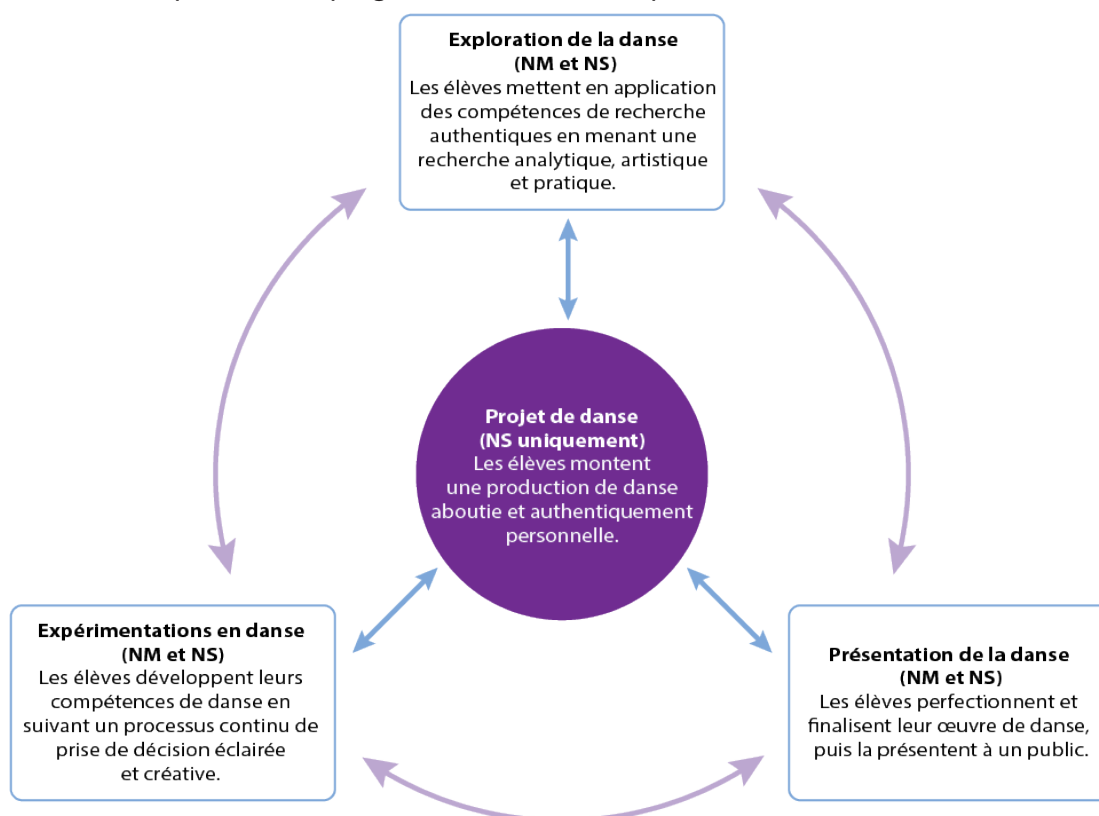 Exploration de la danse
(NM et NS)
Les élèves mettent en application
des compétences de recherche
authentiques en menant une
recherche analytique, artistique
et pratique.
Projet de danse
(NS uniquement)
Les élèves montent
une production de danse
aboutie et authentiquement
personnelle.
Expérimentations en danse
(NM et NS)
Les élèves développent leurs
compétences de danse en
suivant un processus continu de
prise de décision éclairée
et créative.
Présentation de la danse
(NM et NS)
Les élèves perfectionnent et
finalisent leur œuvre de danse,
puis la présentent à un public.